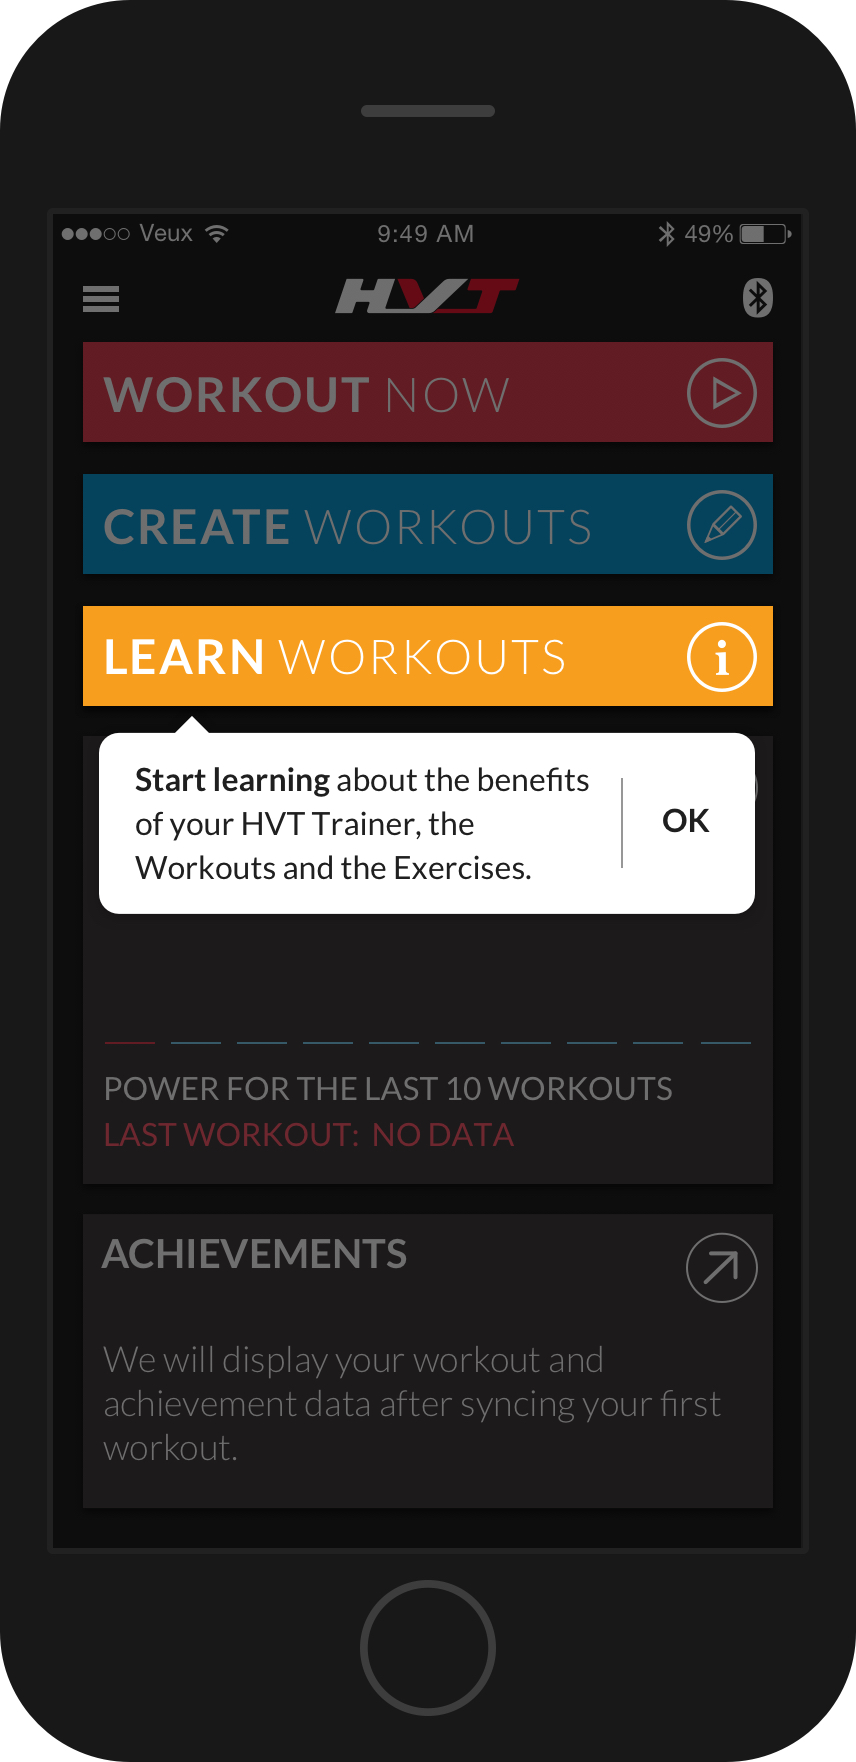 Veux 9:49 AM 49%
HVT
WORKOUT NOW
CREATE WORKOUTS
LEARN WORKOUTS
Start learning about the benefits
of your HVT Trainer, the
Workouts and the Exercises.
OK
POWER FOR THE LAST 10 WORKOUTS
LAST WORKOUT: NO DATA
ACHIEVEMENTS
We will display your workout and
achievement data after syncing your first
workout.